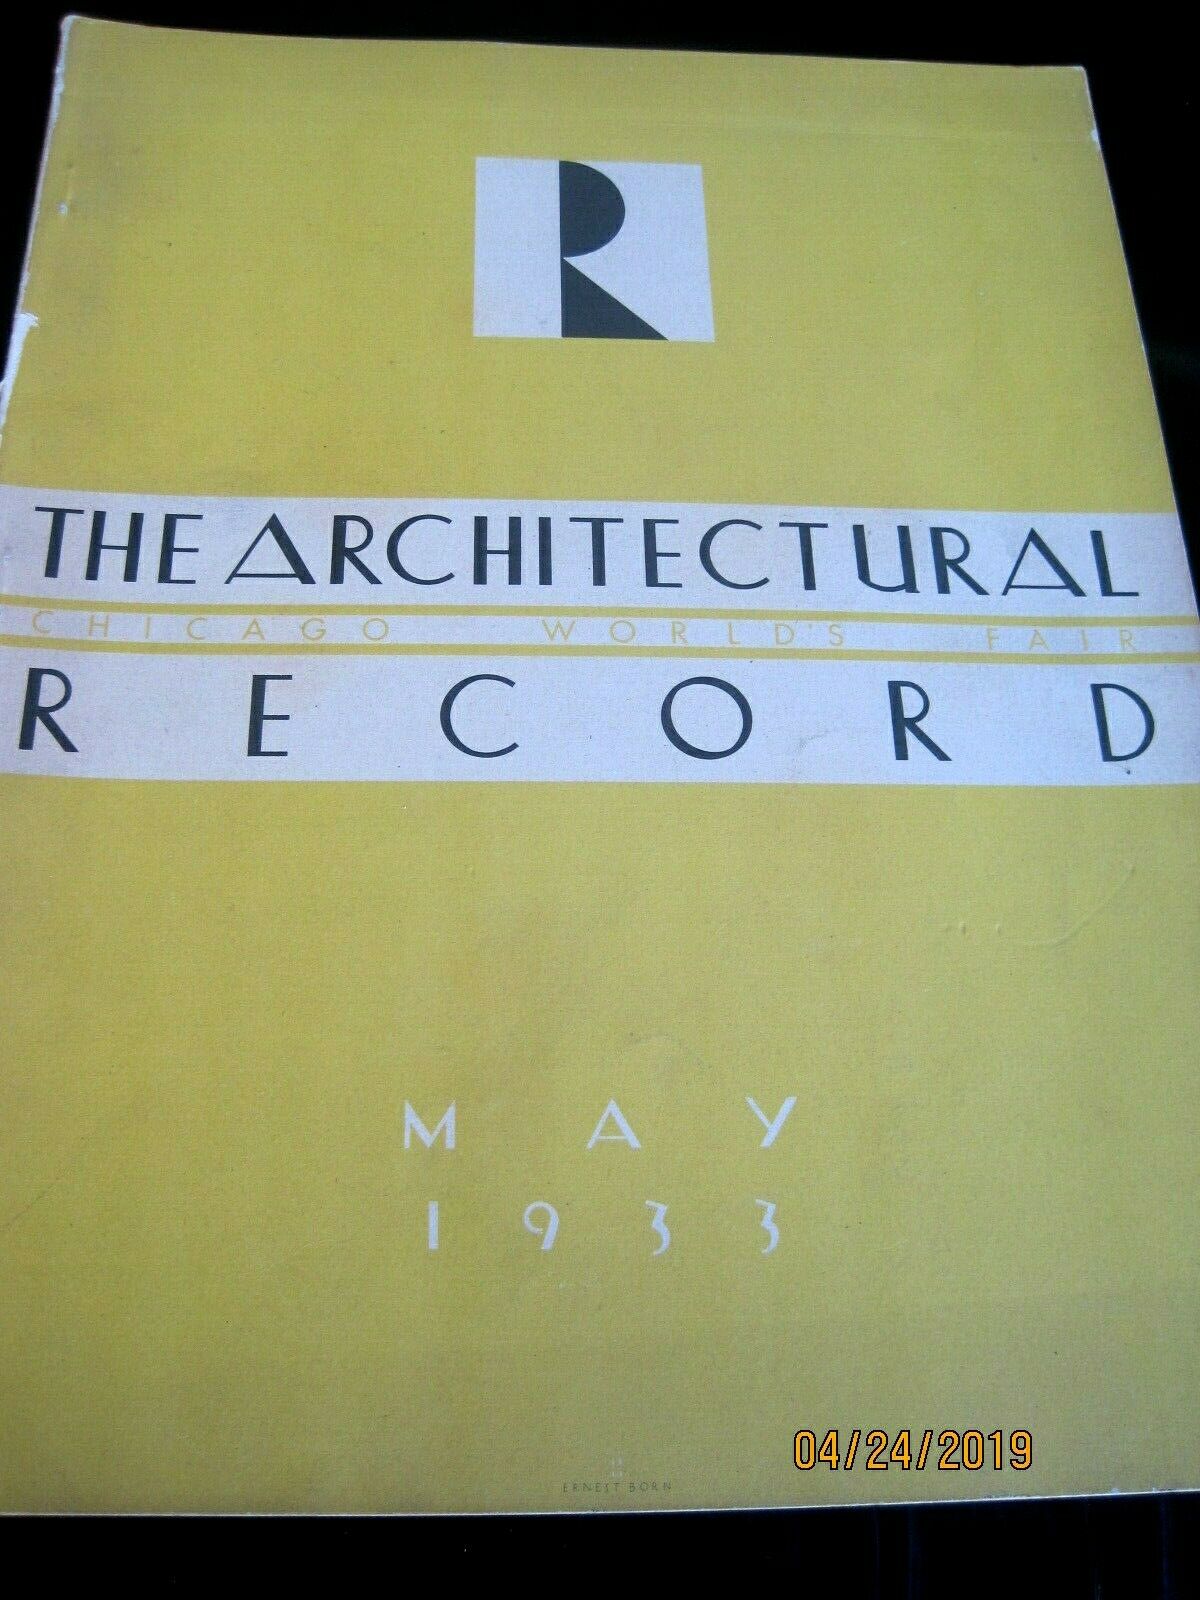 R
THE ARCHITECTURAL
CHICAGO WORLD'S FAIR
RECORD
MAY
1933
04/24/2019
ERNEST BORN